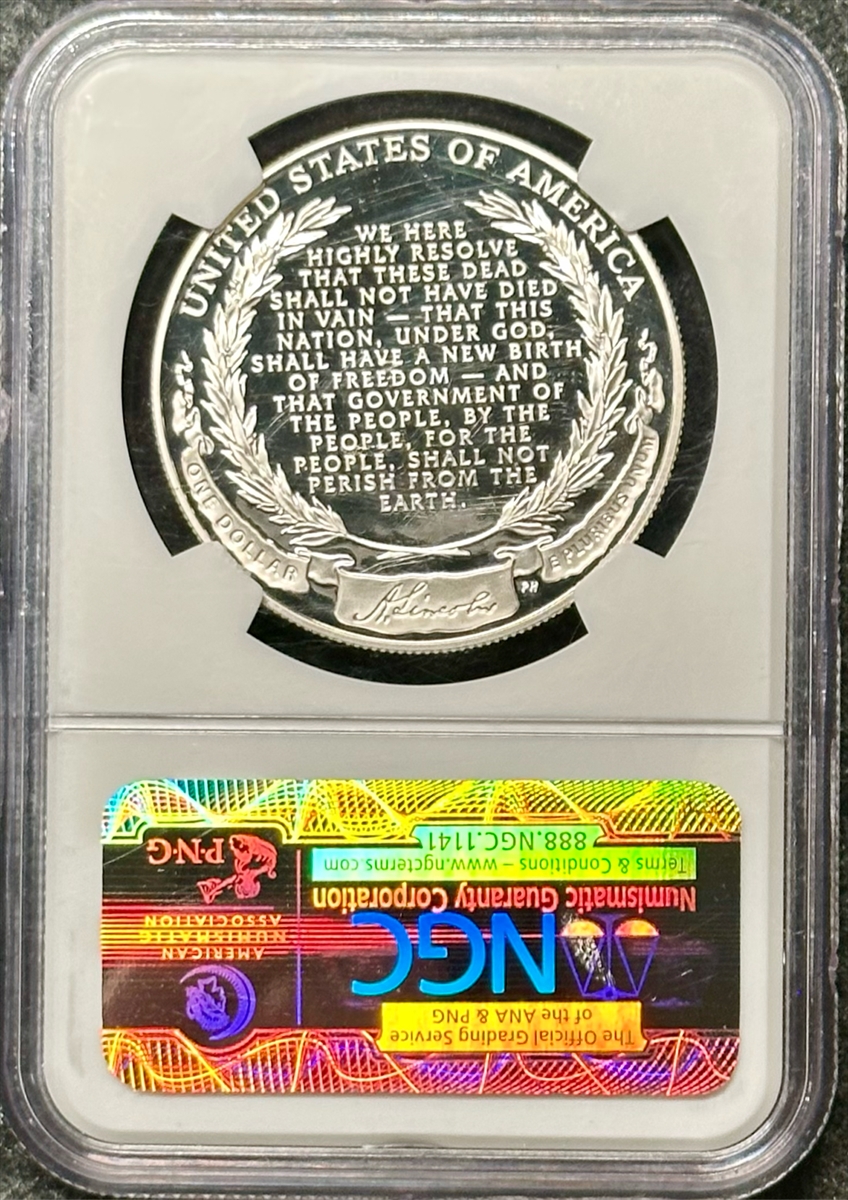 UNITED STATES OF AMERICA
WE HERE
HIGHLY RESOLVE
THAT THESE DEAD
SHALL NOT HAVE DIED
IN VAIN — THAT THIS
NATION, UNDER GOD,
SHALL HAVE A NEW BIRTH
OF FREEDOM — AND
THAT GOVERNMENT OF
THE PEOPLE, BY THE
PEOPLE, FOR THE
PEOPLE, SHALL NOT
PERISH FROM THE
EARTH.
ONE DOLLAR
A. Lincoln
PH
E PLURIBUS UNUM
The Official Grading Service
of the ANA & PNG
NGC
Numismatic Guaranty Corporation
Terms & Conditions – www.ngcterms.com
888.NGC.1141
AMERICAN
NUMISMATIC
ASSOCIATION
PNG